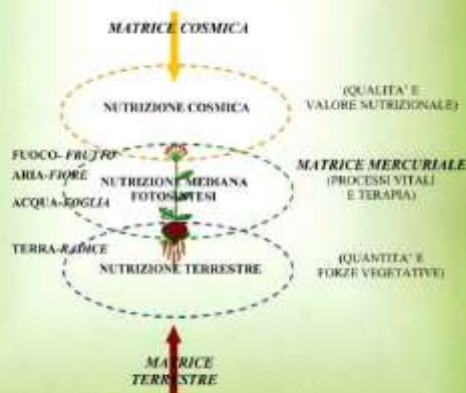 MATRICE COSMICA
NUTRIZIONE COSMICA
(QUALITA' E
VALORE NUTRIZIONALE)
FUOCO- FRUTTO
ARIA-FIORE
ACQUA-FOGLIA
NUTRIZIONE MEDIANA
FOTOSINTESI
MATRICE MERCURIALE
(PROCESSI VITALI
E TERAPIA)
TERRA-RADICE
NUTRIZIONE TERRESTRE
(QUANTITA' E
FORZE VEGETATIVE)
MATRICE
TERRESTRE